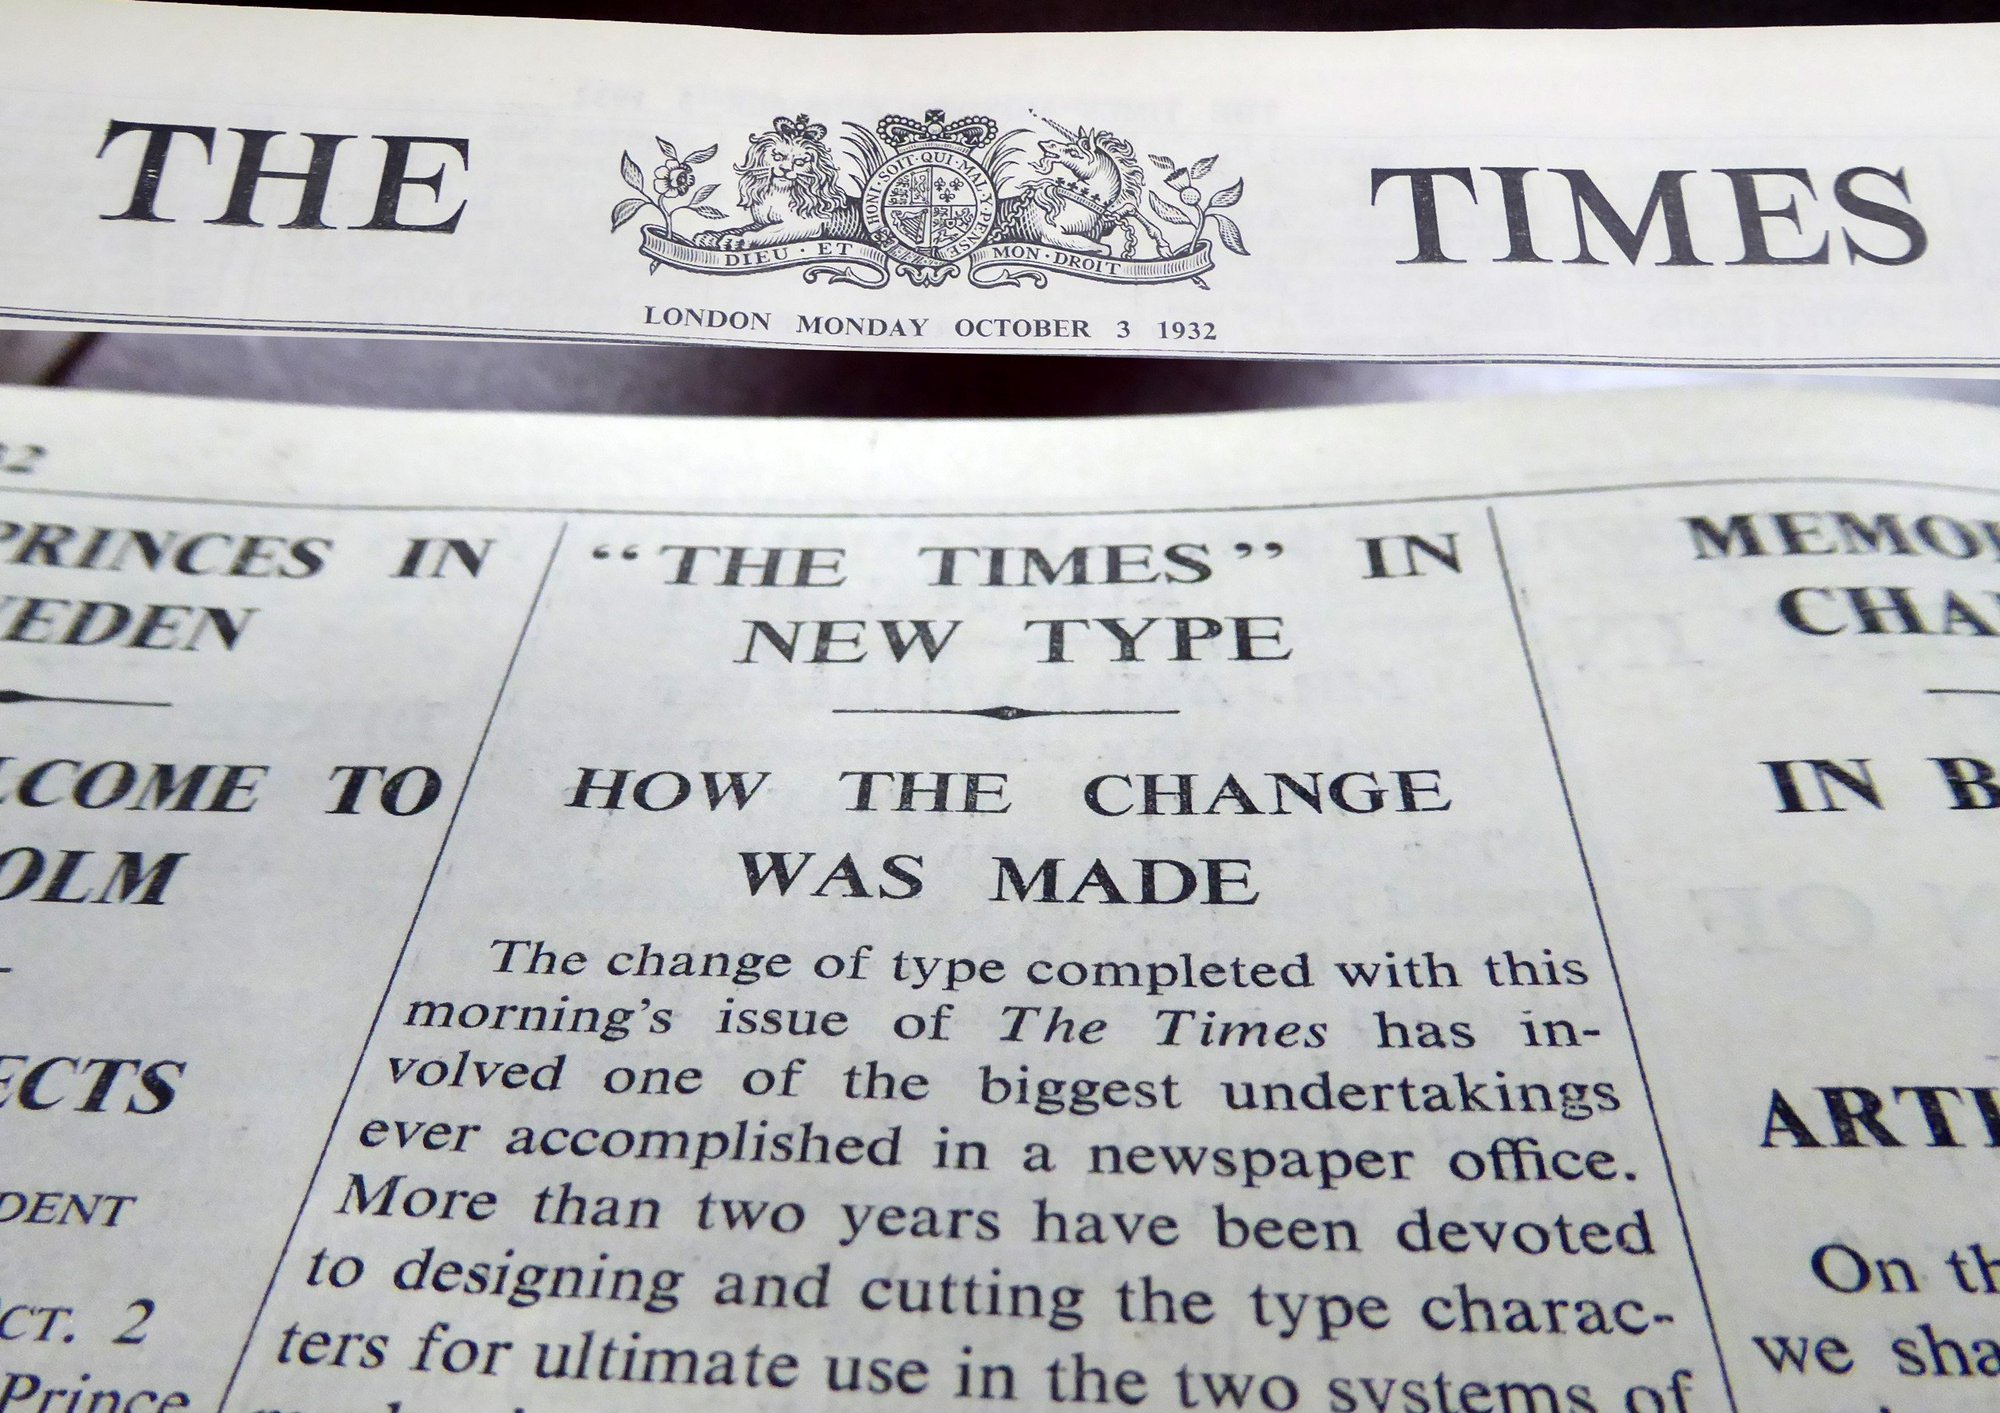 THE TIMES
HONI·SOIT·QUI·MAL·Y·PENSE
DIEU · ET MON · DROIT
LONDON MONDAY OCTOBER 3 1932
PRINCES IN
EDEN
COME TO
OLM
ECTS
DENT
CT. 2
Prince
“THE TIMES” IN
NEW TYPE
HOW THE CHANGE
WAS MADE
The change of type completed with this
morning's issue of The Times has in-
volved one of the biggest undertakings
ever accomplished in a newspaper office.
More than two years have been devoted
to designing and cutting the type charac-
ters for ultimate use in the two systems of
MEMO
CHA
IN B
ARTI
On th
we sha